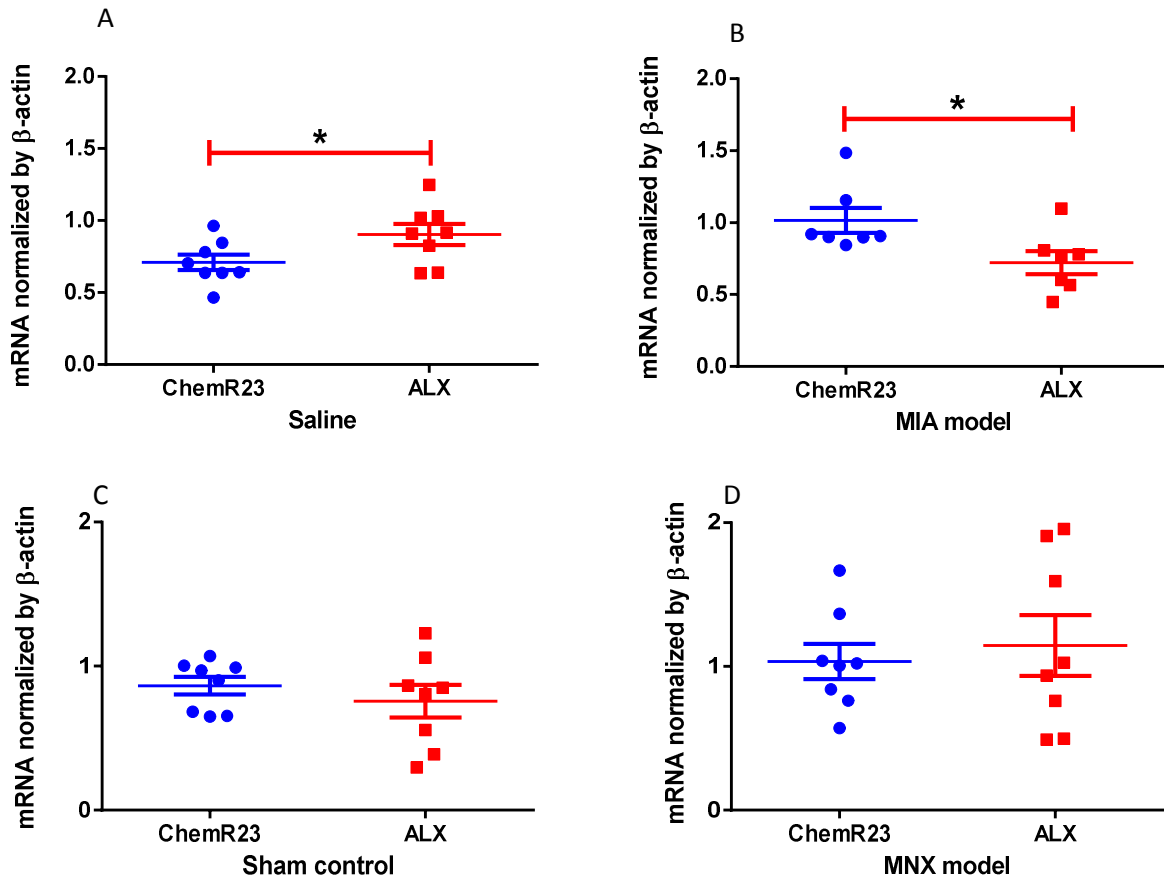 A
mRNA normalized by β-actin
2.0
1.5
1.0
0.5
0.0
*
ChemR23
ALX
Saline
B
mRNA normalized by β-actin
2.0
1.5
1.0
0.5
0.0
*
ChemR23
ALX
MIA model
C
mRNA normalized by β-actin
2
1
0
ChemR23
ALX
Sham control
D
mRNA normalized by β-actin
2
1
0
ChemR23
ALX
MNX model